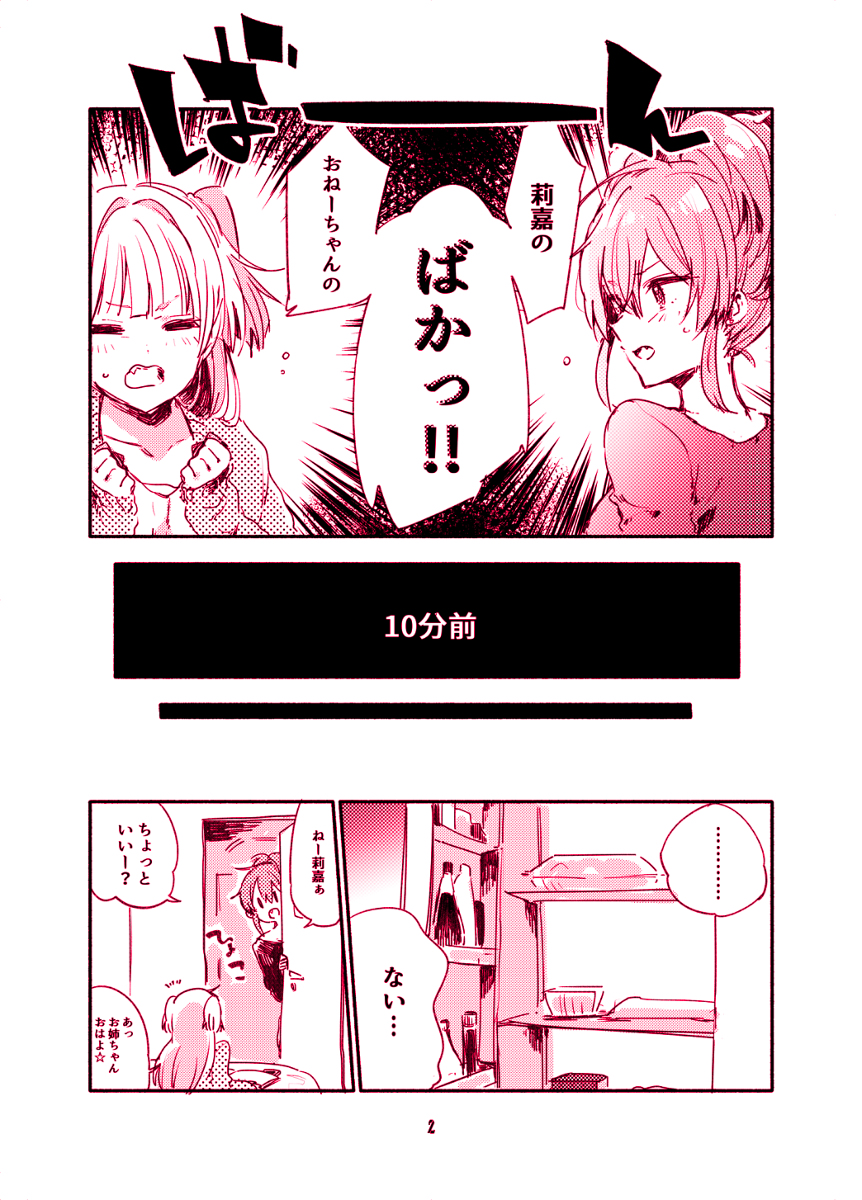 ばーん
莉嘉の
おねーちゃんの
ばかっ!!
10分前
………
ない…
ねー莉嘉ぁ
ちょっと
いいー?
ひょこ
あっ
お姉ちゃん
おはよ☆
2